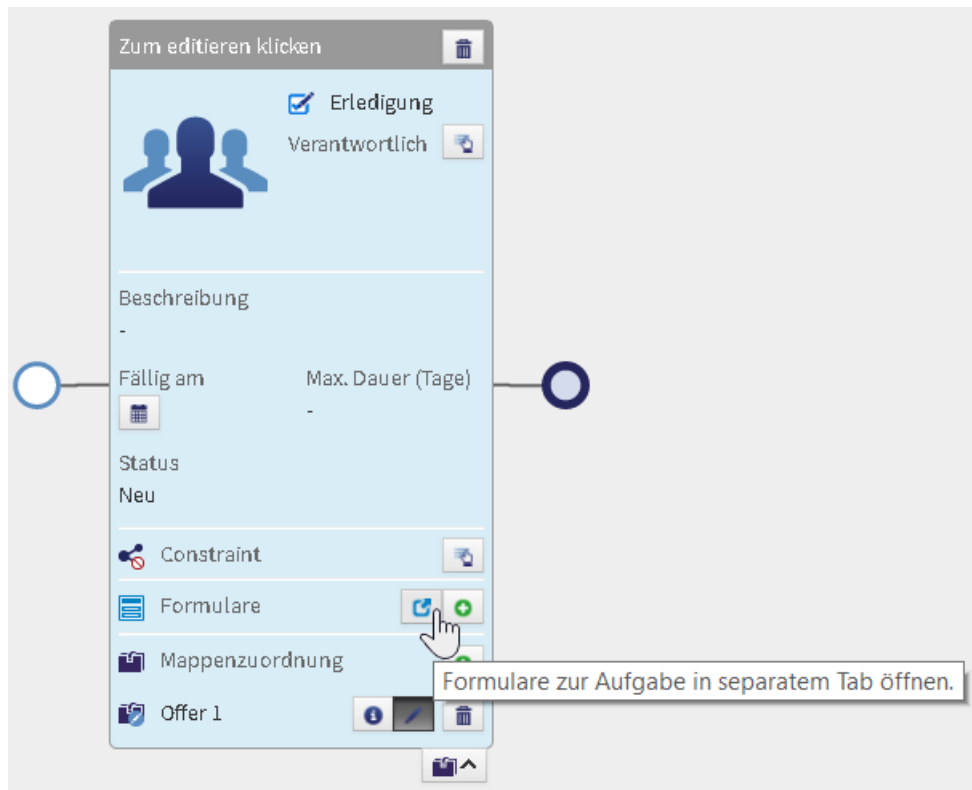 Zum editieren klicken
Erledigung
Verantwortlich
Beschreibung
-
Fällig am Max. Dauer (Tage)
-
Status
Neu
Constraint
Formulare
Mappenzuordnung
Formulare zur Aufgabe in separatem Tab öffnen.
Offer 1